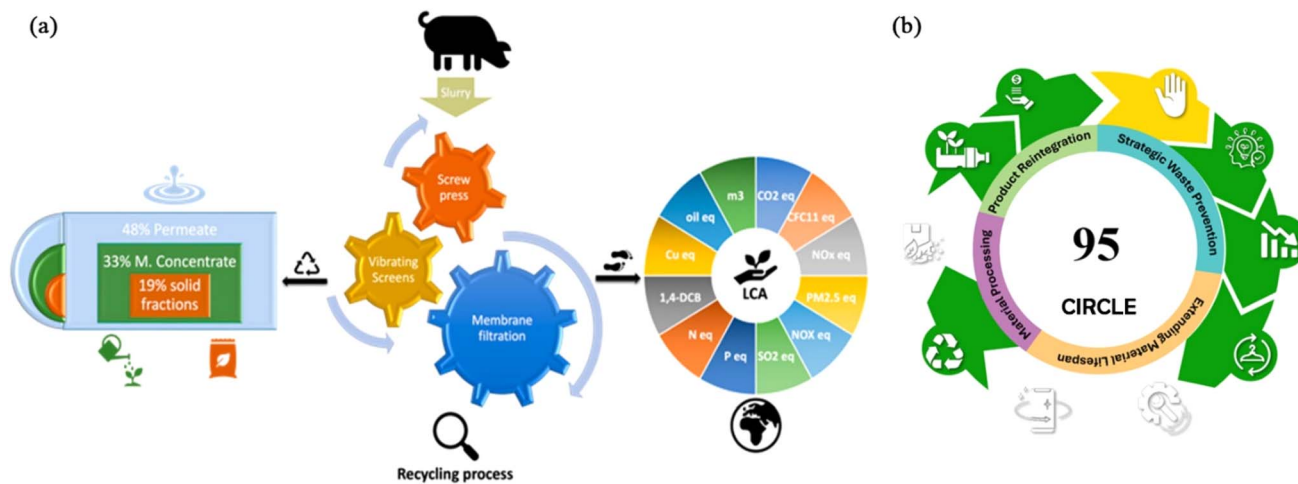 (a)
(b)
Slurry
Screw
press
Vibrating
Screens
Membrane
filtration
Recycling process
48% Permeate
33% M. Concentrate
19% solid
fractions
m3
CO2 eq
CFC11 eq
NOx eq
PM2.5 eq
NOX eq
SO2 eq
P eq
N eq
1,4-DCB
Cu eq
oil eq
LCA
$
Product Reintegration
Strategic Waste Prevention
Extending Material Lifespan
Material Processing
95
CIRCLE